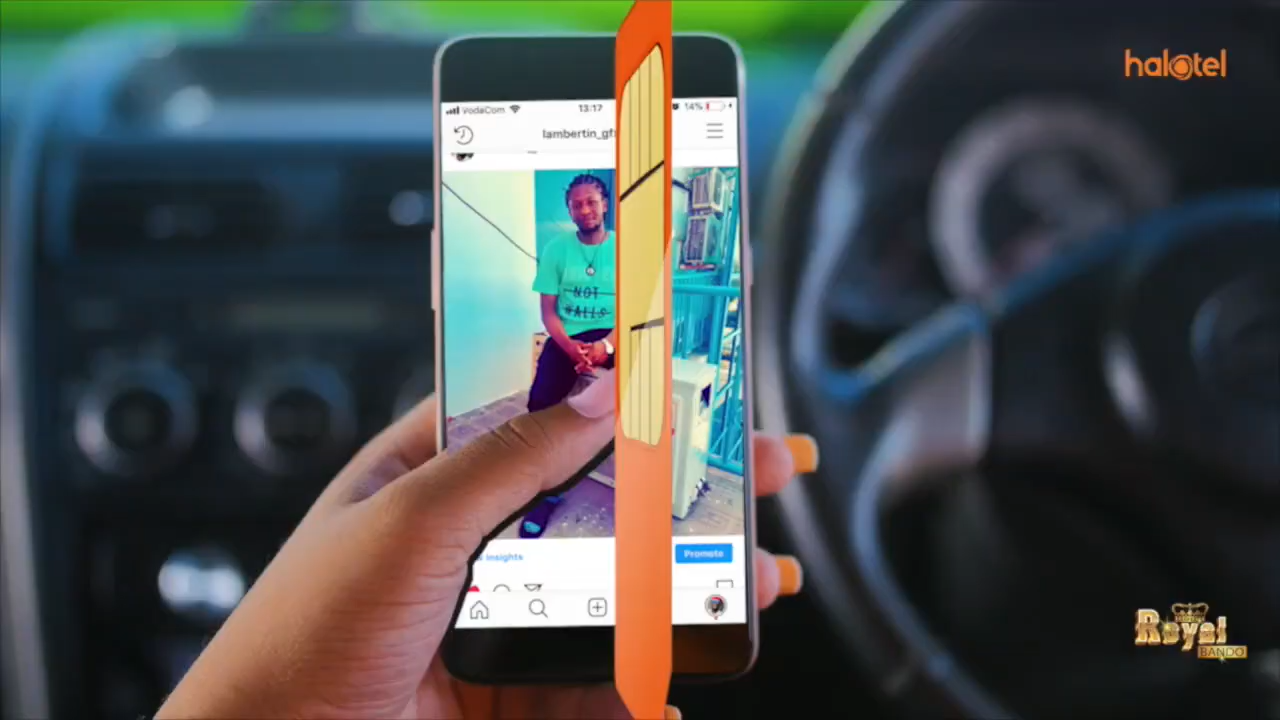 halotel
VodaCom
13:17
14%
lambertin_gf
NOT
insights
Promote
Royal
BANDO